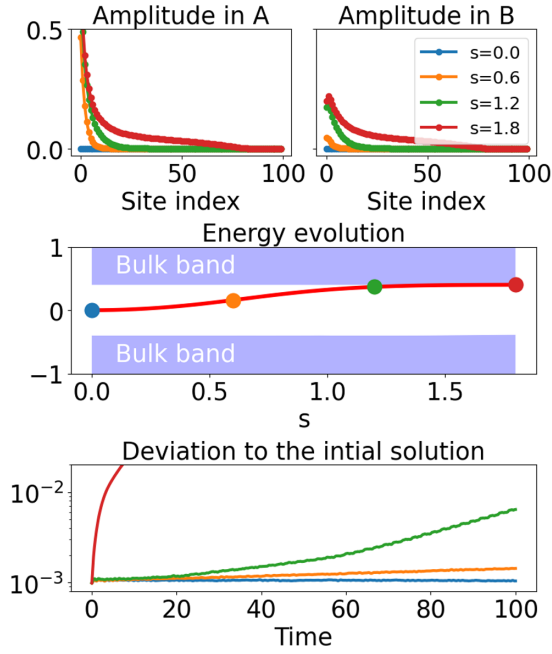 Amplitude in A
Amplitude in B
0.5
0.0
s=0.0
s=0.6
s=1.2
s=1.8
0 50 100
0 50 100
Site index
Site index
Energy evolution
1
0
−1
Bulk band
Bulk band
0.0 0.5 1.0 1.5
s
Deviation to the intial solution
10−2
10−3
0 20 40 60 80 100
Time